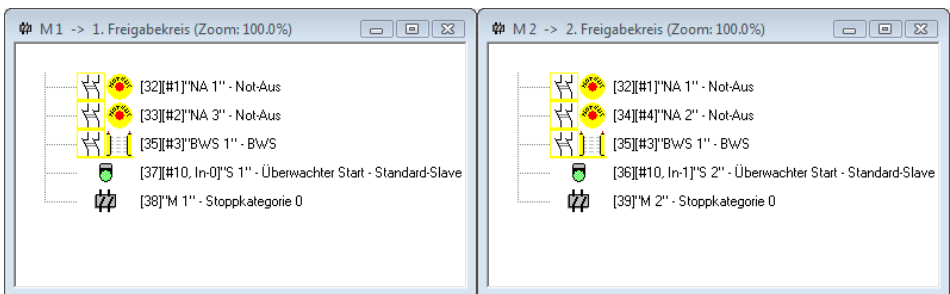 M 1 -> 1. Freigabekreis (Zoom: 100.0%)
[32][#1]"NA 1" - Not-Aus
[33][#2]"NA 3" - Not-Aus
[35][#3]"BWS 1" - BWS
[37][#10, In-0]"S 1" - Überwachter Start - Standard-Slave
[38]"M 1" - Stoppkategorie 0
M 2 -> 2. Freigabekreis (Zoom: 100.0%)
[32][#1]"NA 1" - Not-Aus
[34][#4]"NA 2" - Not-Aus
[35][#3]"BWS 1" - BWS
[36][#10, In-1]"S 2" - Überwachter Start - Standard-Slave
[39]"M 2" - Stoppkategorie 0